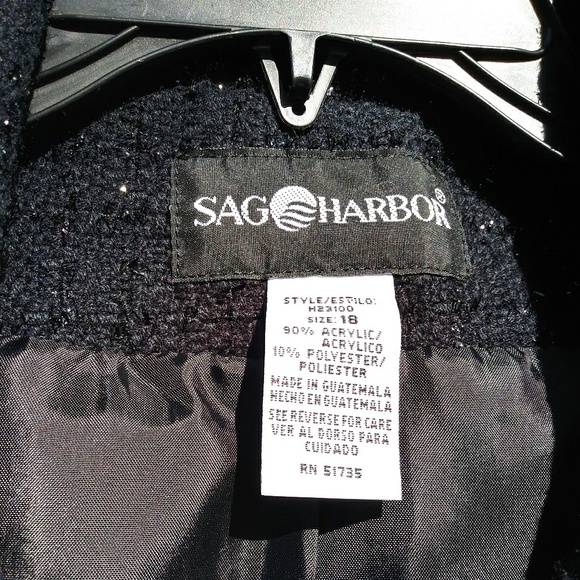 SAG HARBOR®
STYLE/ESTILO:
H23100
SIZE: 18
90% ACRYLIC/
ACRYLICO
10% POLYESTER/
POLIESTER
MADE IN GUATEMALA
HECHO EN GUATEMALA
SEE REVERSE FOR CARE
VER AL DORSO PARA
CUIDADO
RN 51735